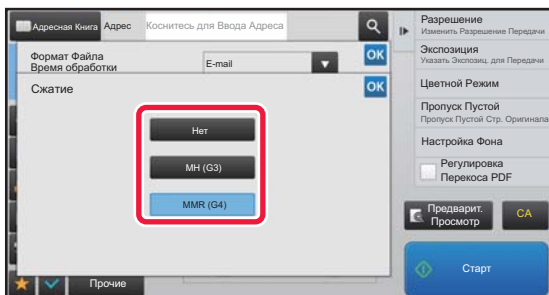 Адресная Книга
Адрес
Коснитесь для Ввода Адреса
Формат Файла
Время обработки
E-mail
OK
Сжатие
OK
Нет
MH (G3)
MMR (G4)
Прочие
Разрешение
Изменить Разрешение Передачи
Экспозиция
Указать Экспозиц. для Передачи
Цветной Режим
Пропуск Пустой
Пропуск Пустой Стр. Оригинала
Настройка Фона
Регулировка
Перекоса PDF
Предварит.
Просмотр
CA
Старт